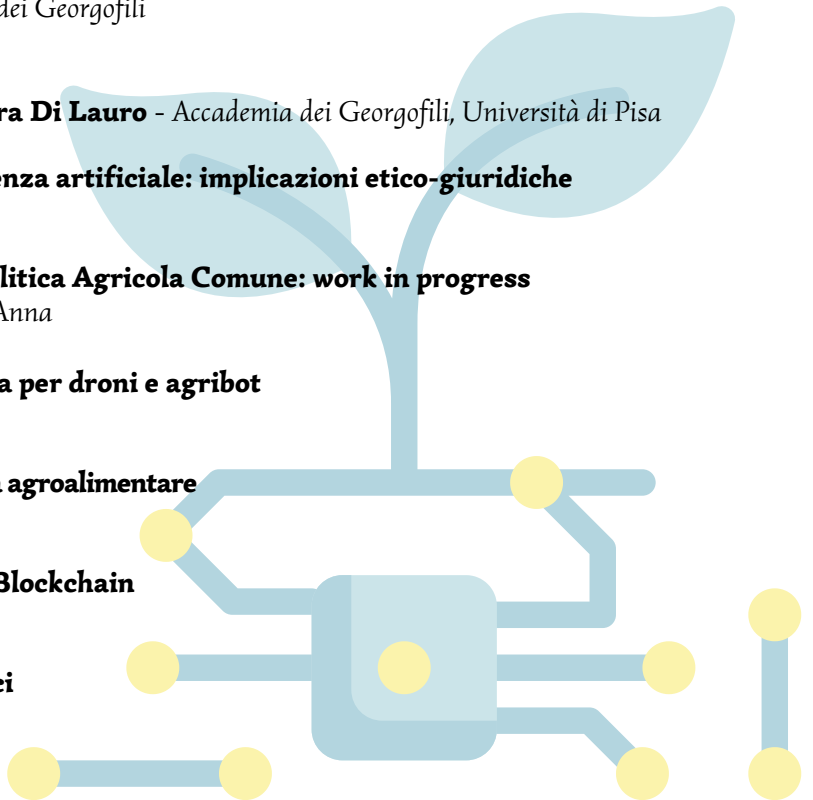 dei Georgofili
ra Di Lauro - Accademia dei Georgofili, Università di Pisa
enza artificiale: implicazioni etico-giuridiche
litica Agricola Comune: work in progress
Anna
a per droni e agribot
a agroalimentare
Blockchain
ci